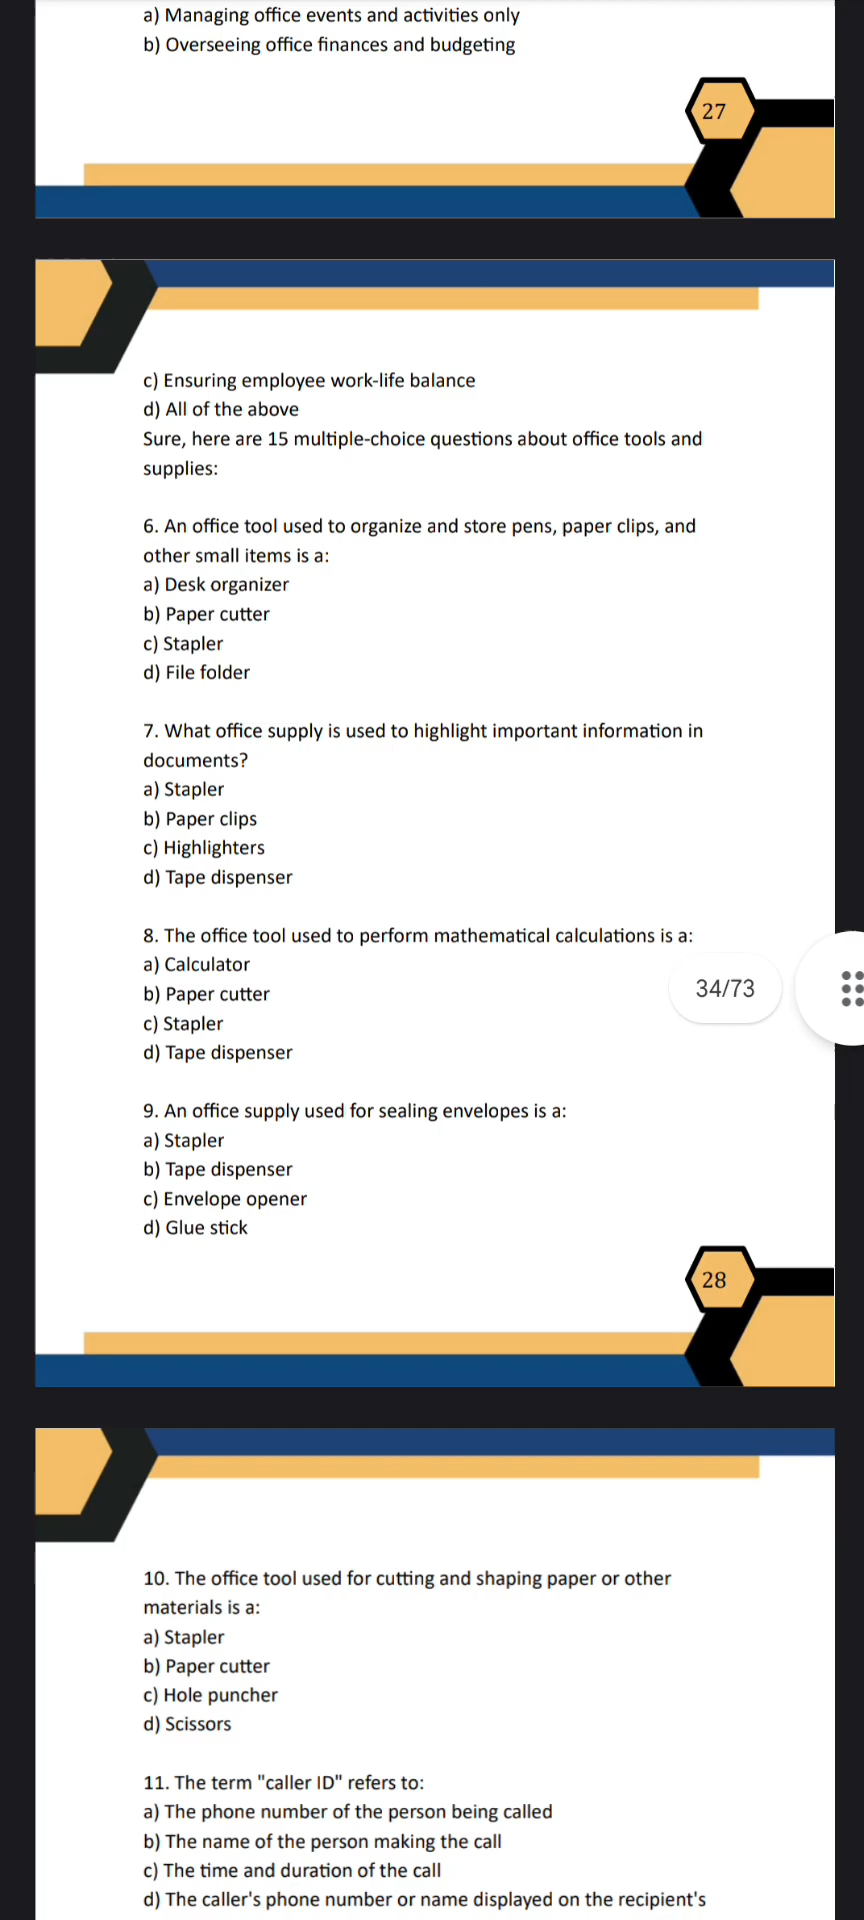 a) Managing office events and activities only
b) Overseeing office finances and budgeting
27
c) Ensuring employee work-life balance
d) All of the above
Sure, here are 15 multiple-choice questions about office tools and
supplies:
6. An office tool used to organize and store pens, paper clips, and
other small items is a:
a) Desk organizer
b) Paper cutter
c) Stapler
d) File folder
7. What office supply is used to highlight important information in
documents?
a) Stapler
b) Paper clips
c) Highlighters
d) Tape dispenser
8. The office tool used to perform mathematical calculations is a:
a) Calculator
34/73
b) Paper cutter
c) Stapler
d) Tape dispenser
9. An office supply used for sealing envelopes is a:
a) Stapler
b) Tape dispenser
c) Envelope opener
d) Glue stick
28
10. The office tool used for cutting and shaping paper or other
materials is a:
a) Stapler
b) Paper cutter
c) Hole puncher
d) Scissors
11. The term "caller ID" refers to:
a) The phone number of the person being called
b) The name of the person making the call
c) The time and duration of the call
d) The caller's phone number or name displayed on the recipient's